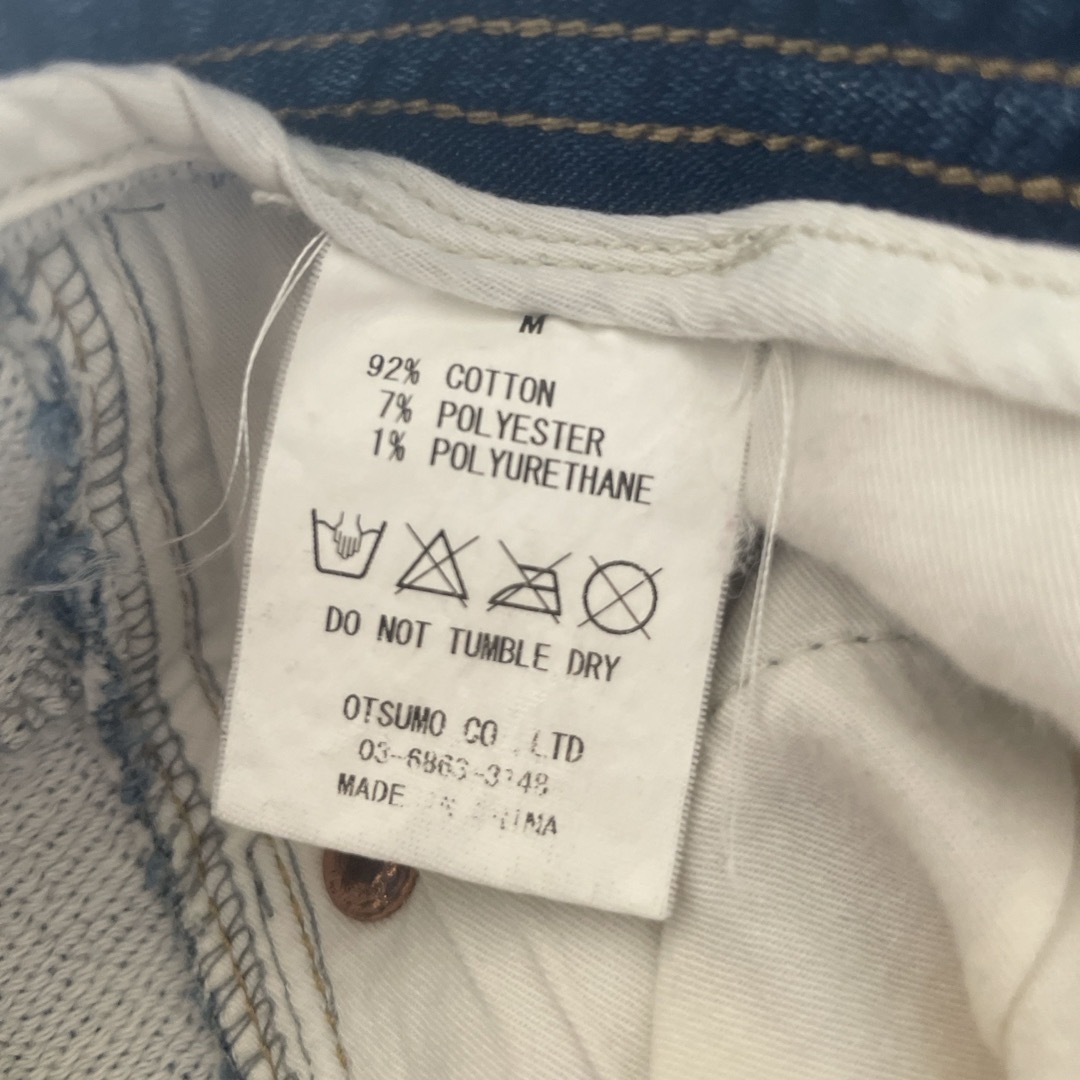 M
92% COTTON
7% POLYESTER
1% POLYURETHANE
DO NOT TUMBLE DRY
OTSUMO CO LTD
03-6863-3148
MADE